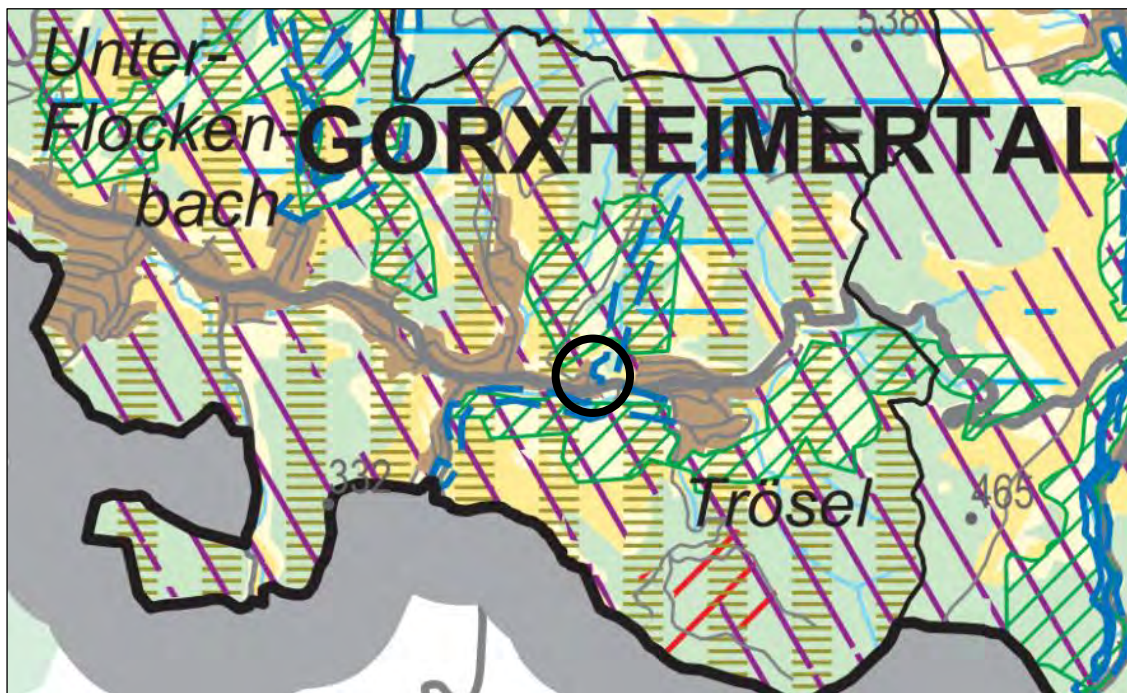 538
Unter-
Flocken-
bach
GORXHEIMERTAL
332
Trösel
465